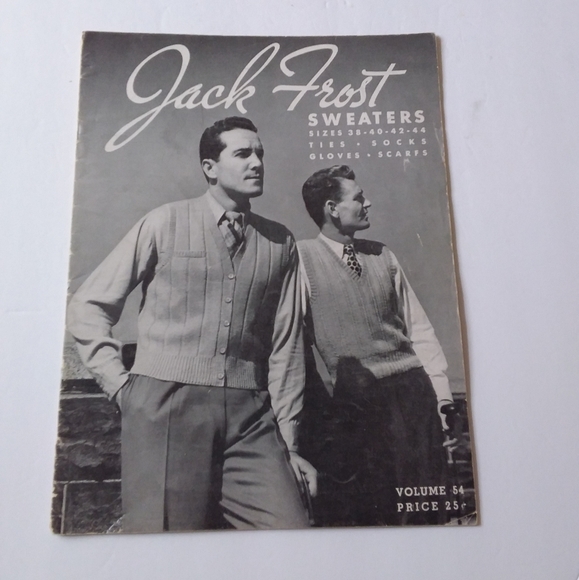 Jack Frost
SWEATERS
SIZES 38-40-42-44
TIES • SOCKS
GLOVES • SCARFS
VOLUME 54
PRICE 25¢